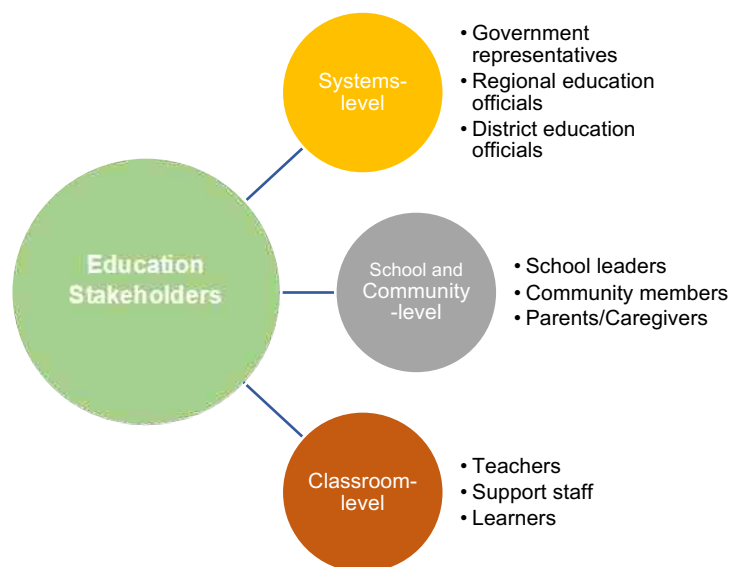 Education
Stakeholders
Systems-
level
• Government
representatives
• Regional education
officials
• District education
officials
School and
Community
-level
• School leaders
• Community members
• Parents/Caregivers
Classroom-
level
• Teachers
• Support staff
• Learners